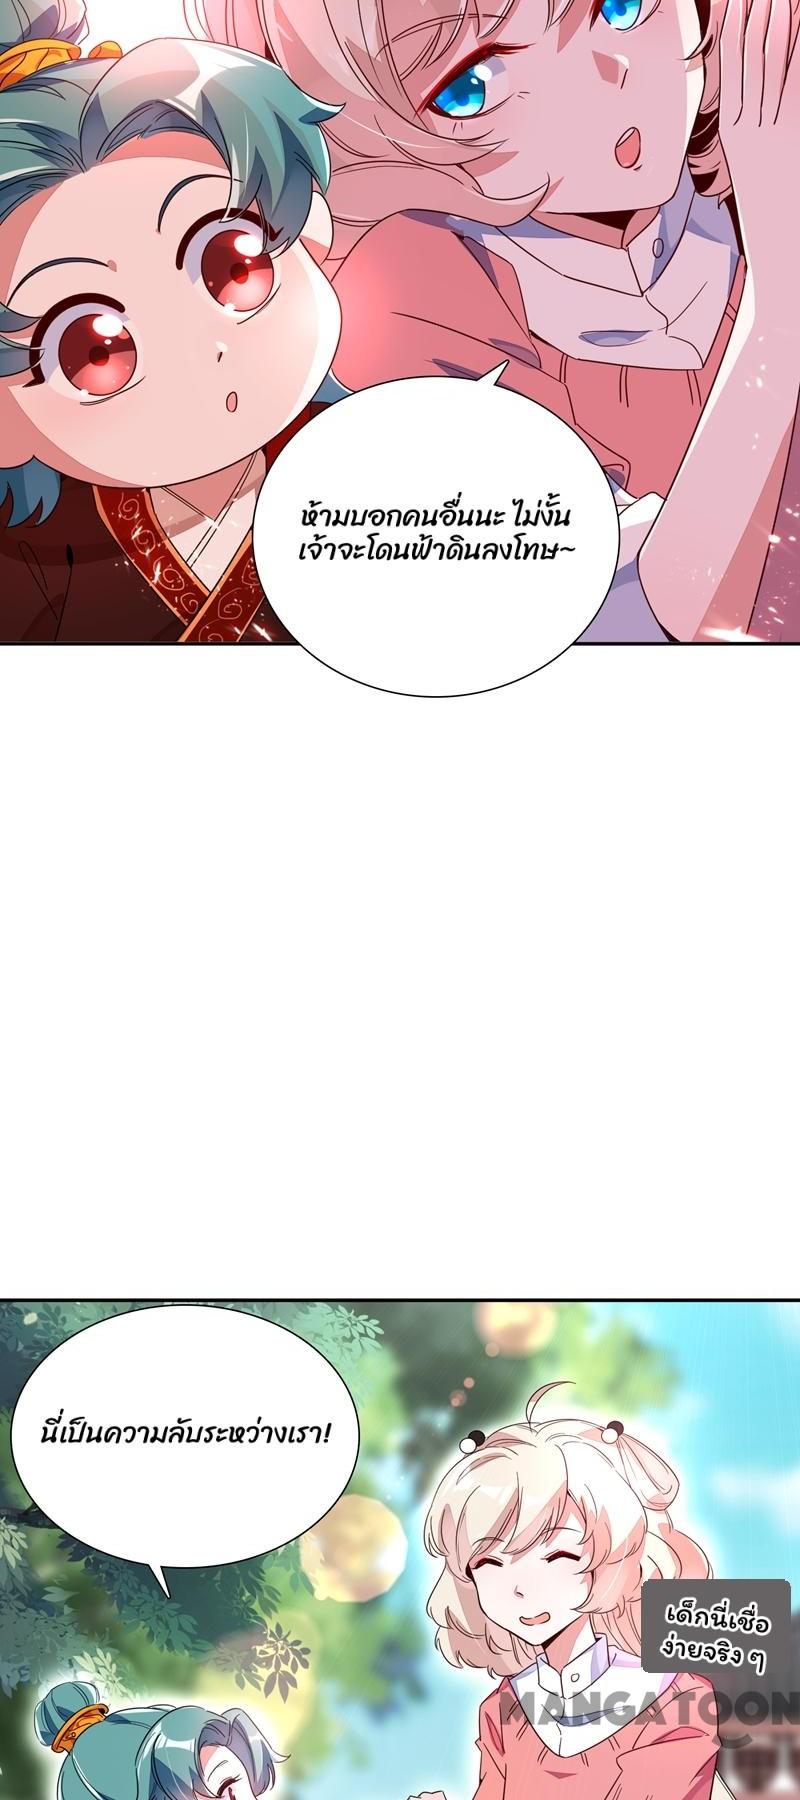 ห้ามบอกคนอื่นนะ ไม่งั้น
เจ้าจะโดนฟ้าดินลงโทษ~
นี่เป็นความลับระหว่างเรา!
เด็กนี่เชื่อ
ง่ายจริง ๆ
MANGATOON